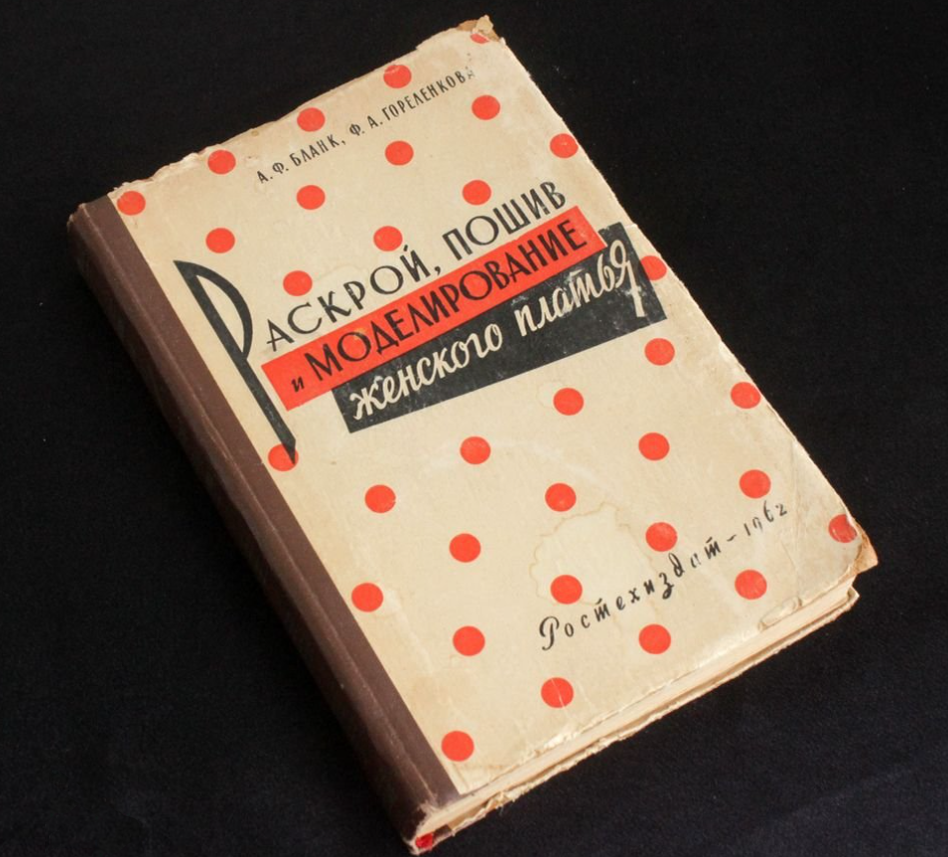 А. Ф. БЛАНК, Ф. А. ГОРЕЛЕНКОВА
РАСКРОЙ, ПОШИВ
и МОДЕЛИРОВАНИЕ
женского платья
Ростехиздат – 1962